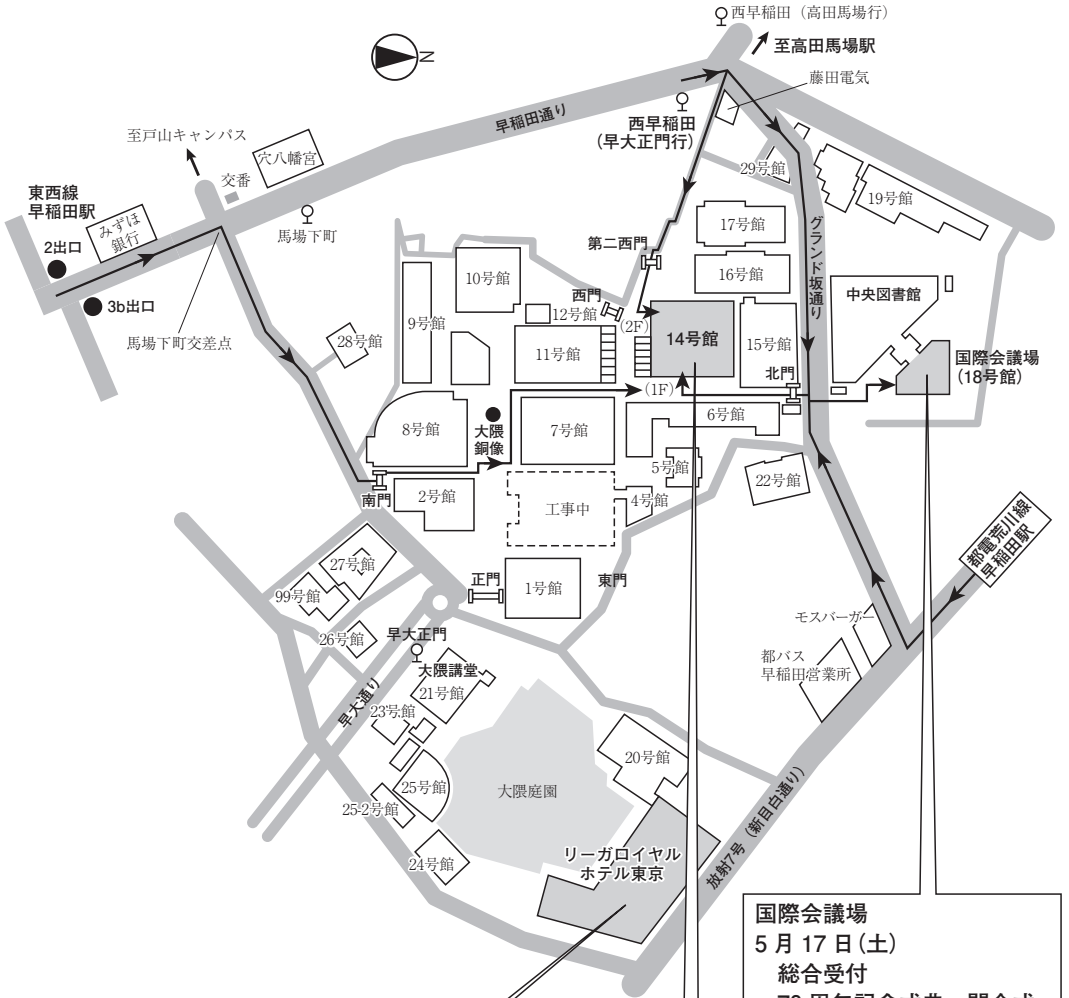 西早稲田（高田馬場行）
至高田馬場駅
N
藤田電気
早稲田通り
西早稲田
（早大正門行）
至戸山キャンパス
穴八幡宮
交番
東西線
早稲田駅
みずほ
銀行
2出口
馬場下町
3b出口
馬場下町交差点
29号館
19号館
17号館
第二西門
グランド坂通り
16号館
10号館
西門
12号館
(2F)
中央図書館
9号館
28号館
11号館
14号館
15号館
北門
国際会議場
（18号館）
(1F)
8号館
大隈
銅像
7号館
6号館
5号館
22号館
南門
2号館
工事中
4号館
都電荒川線
早稲田駅
27号館
99号館
正門
1号館
東門
26号館
早大正門
モスバーガー
大隈講堂
21号館
都バス
早稲田営業所
早大通り
23号館
20号館
25号館
大隈庭園
25-2号館
24号館
リーガロイヤル
ホテル東京
放射7号（新目白通り）
国際会議場
5月17日（土）
総合受付